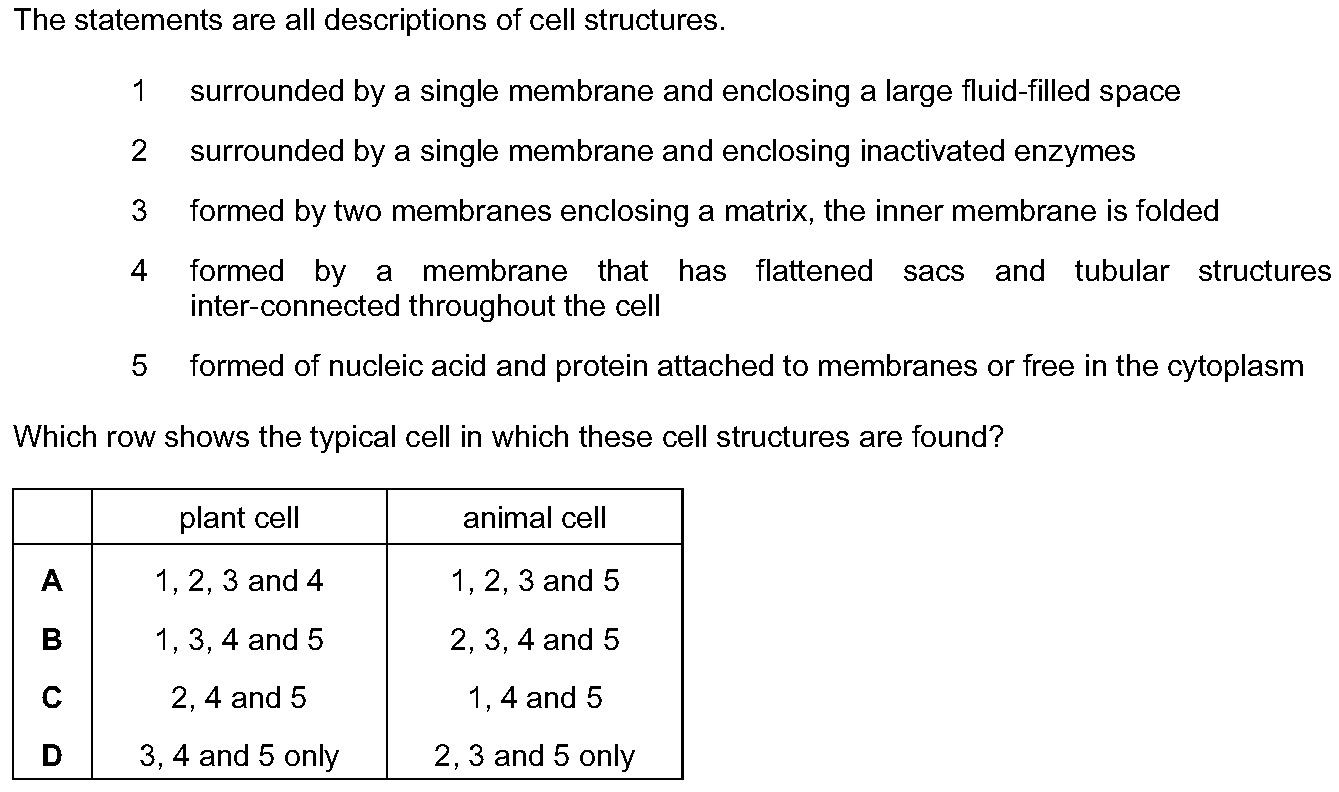 The statements are all descriptions of cell structures.
1 surrounded by a single membrane and enclosing a large fluid-filled space
2 surrounded by a single membrane and enclosing inactivated enzymes
3 formed by two membranes enclosing a matrix, the inner membrane is folded
4 formed by a membrane that has flattened sacs and tubular structures
inter-connected throughout the cell
5 formed of nucleic acid and protein attached to membranes or free in the cytoplasm
Which row shows the typical cell in which these cell structures are found?
plant cell animal cell
A 1, 2, 3 and 4 1, 2, 3 and 5
B 1, 3, 4 and 5 2, 3, 4 and 5
C 2, 4 and 5 1, 4 and 5
D 3, 4 and 5 only 2, 3 and 5 only